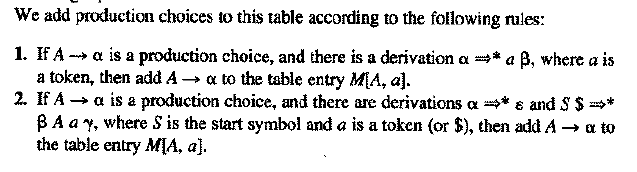 We add production choices to this table according to the following rules:
1. If A → α is a production choice, and there is a derivation α ⇒* a β, where a is
a token, then add A → α to the table entry M[A, a].
2. If A → α is a production choice, and there are derivations α ⇒* ε and S $ ⇒*
β A a γ, where S is the start symbol and a is a token (or $), then add A → α to
the table entry M[A, a].